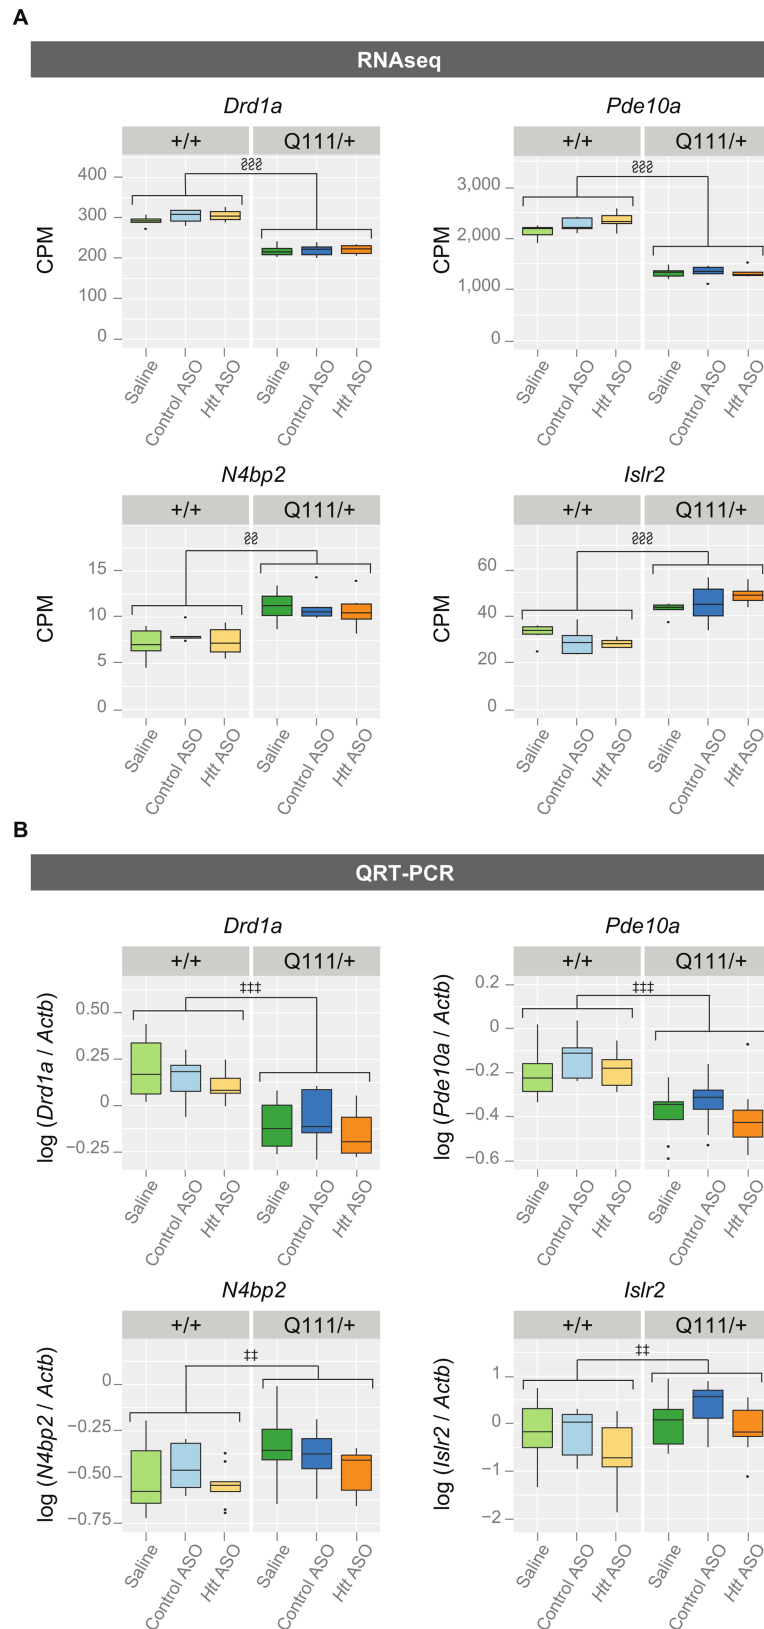 A
RNAseq
Drd1a
Pde10a
+/+ Q111/+
+/+ Q111/+
CPM
400
300
200
100
0
ššš
CPM
3,000
2,000
1,000
0
Saline Control ASO Htt ASO Saline Control ASO Htt ASO
Saline Control ASO Htt ASO Saline Control ASO Htt ASO
N4bp2
Islr2
+/+ Q111/+
+/+ Q111/+
CPM
15
10
5
0
CPM
60
40
20
0
Saline Control ASO Htt ASO Saline Control ASO Htt ASO
Saline Control ASO Htt ASO Saline Control ASO Htt ASO
B
QRT-PCR
Drd1a
Pde10a
+/+ Q111/+
+/+ Q111/+
log (Drd1a / Actb)
0.50
0.25
0
−0.25
‡‡‡
log (Pde10a / Actb)
0.2
0
−0.2
−0.4
−0.6
‡‡‡
Saline Control ASO Htt ASO Saline Control ASO Htt ASO
Saline Control ASO Htt ASO Saline Control ASO Htt ASO
N4bp2
Islr2
+/+ Q111/+
+/+ Q111/+
log (N4bp2 / Actb)
0
−0.25
−0.50
−0.75
‡‡
log (Islr2 / Actb)
1
0
−1
−2
‡‡
Saline Control ASO Htt ASO Saline Control ASO Htt ASO
Saline Control ASO Htt ASO Saline Control ASO Htt ASO